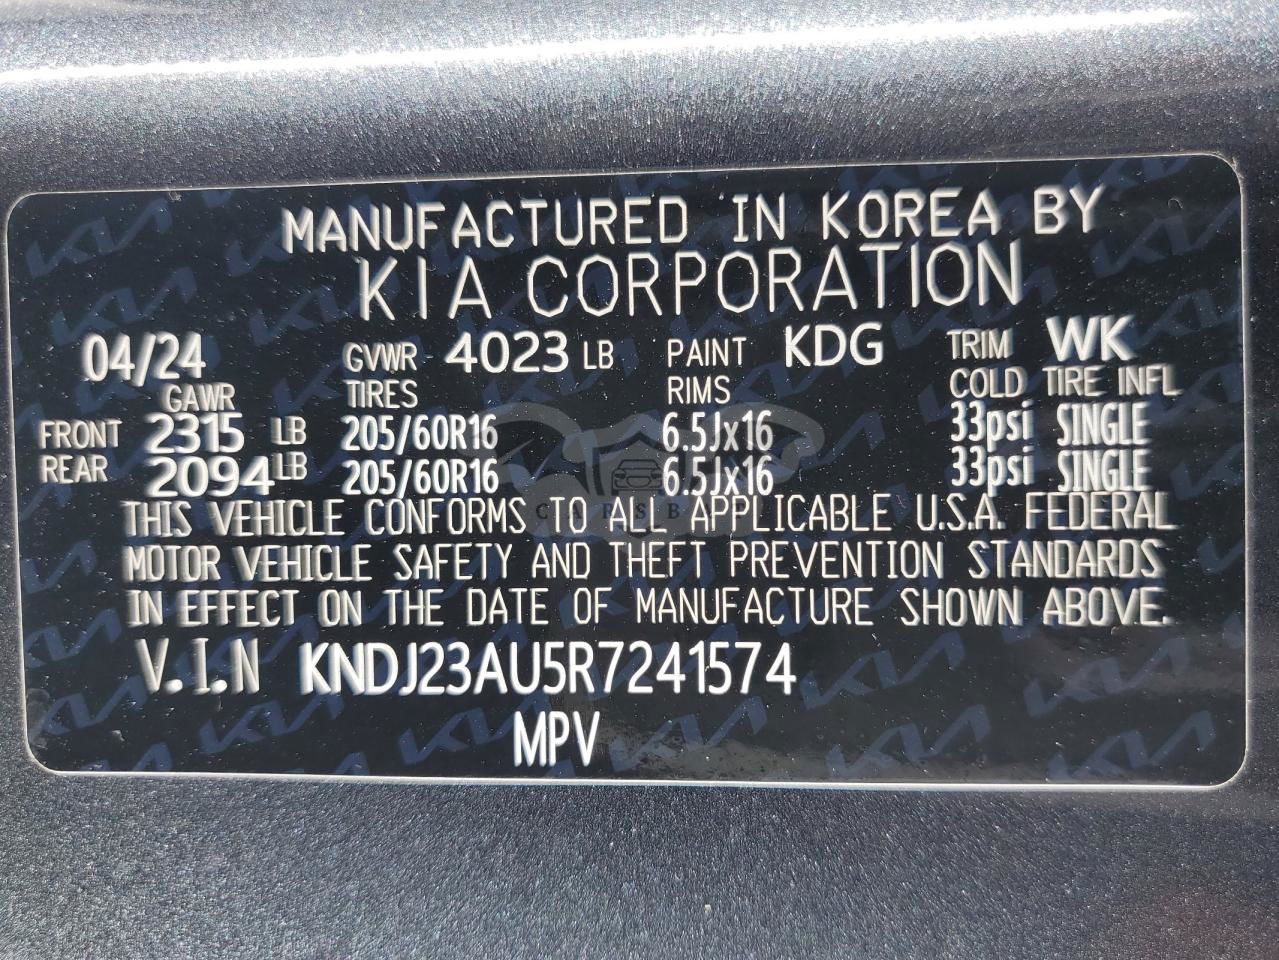 MANUFACTURED IN KOREA BY
KIA CORPORATION
04/24 GVWR 4023 LB PAINT KDG TRIM WK
GAWR TIRES RIMS COLD TIRE INFL
FRONT 2315 LB 205/60R16 6.5Jx16 33psi SINGLE
REAR 2094 LB 205/60R16 6.5Jx16 33psi SINGLE
THIS VEHICLE CONFORMS TO ALL APPLICABLE U.S.A. FEDERAL
MOTOR VEHICLE SAFETY AND THEFT PREVENTION STANDARDS
IN EFFECT ON THE DATE OF MANUFACTURE SHOWN ABOVE.
V.I.N KNDJ23AU5R7241574
MPV